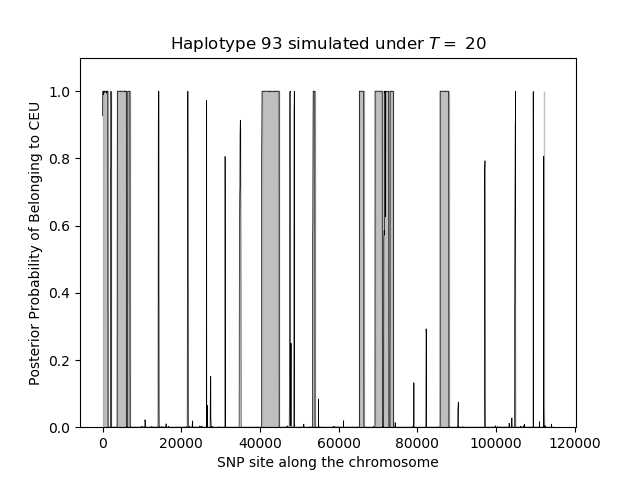 Haplotype 93 simulated under T = 20
Posterior Probability of Belonging to CEU
1.0
0.8
0.6
0.4
0.2
0.0
0 20000 40000 60000 80000 100000 120000
SNP site along the chromosome